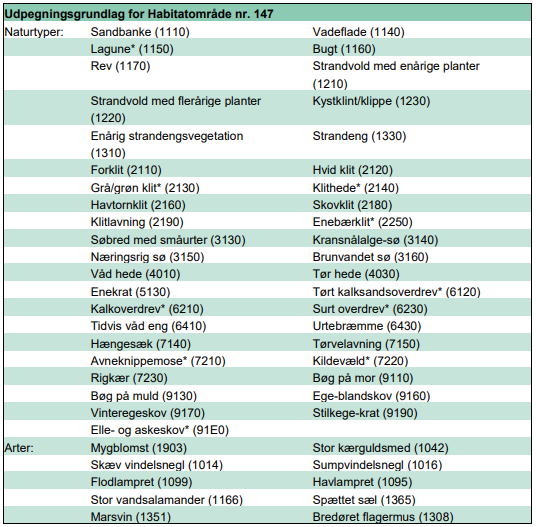 Udpegningsgrundlag for Habitatområde nr. 147
Naturtyper: Sandbanke (1110) Vadeflade (1140)
Lagune* (1150) Bugt (1160)
Rev (1170) Strandvold med enårige planter
(1210)
Strandvold med flerårige planter Kystklint/klippe (1230)
(1220)
Enårig strandengsvegetation Strandeng (1330)
(1310)
Forklit (2110) Hvid klit (2120)
Grå/grøn klit* (2130) Klithede* (2140)
Havtornklit (2160) Skovklit (2180)
Klitlavning (2190) Enebærklit* (2250)
Søbred med småurter (3130) Kransnålalge-sø (3140)
Næringsrig sø (3150) Brunvandet sø (3160)
Våd hede (4010) Tør hede (4030)
Enekrat (5130) Tørt kalksandsoverdrev* (6120)
Kalkoverdrev* (6210) Surt overdrev* (6230)
Tidvis våd eng (6410) Urtebræmme (6430)
Hængesæk (7140) Tørvelavning (7150)
Avneknippemose* (7210) Kildevæld* (7220)
Rigkær (7230) Bøg på mor (9110)
Bøg på muld (9130) Ege-blandskov (9160)
Vinteregeskov (9170) Stilkege-krat (9190)
Elle- og askeskov* (91E0)
Arter: Mygblomst (1903) Stor kærguldsmed (1042)
Skæv vindelsnegl (1014) Sumpvindelsnegl (1016)
Flodlampret (1099) Havlampret (1095)
Stor vandsalamander (1166) Spættet sæl (1365)
Marsvin (1351) Bredøret flagermus (1308)